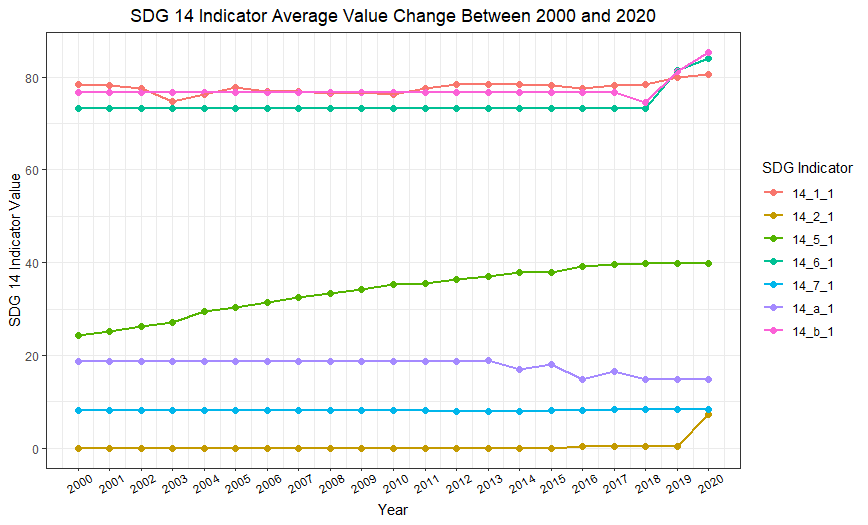 SDG 14 Indicator Average Value Change Between 2000 and 2020
SDG 14 Indicator Value
80
60
40
20
0
2000 2001 2002 2003 2004 2005 2006 2007 2008 2009 2010 2011 2012 2013 2014 2015 2016 2017 2018 2019 2020
Year
SDG Indicator
14_1_1
14_2_1
14_5_1
14_6_1
14_7_1
14_a_1
14_b_1